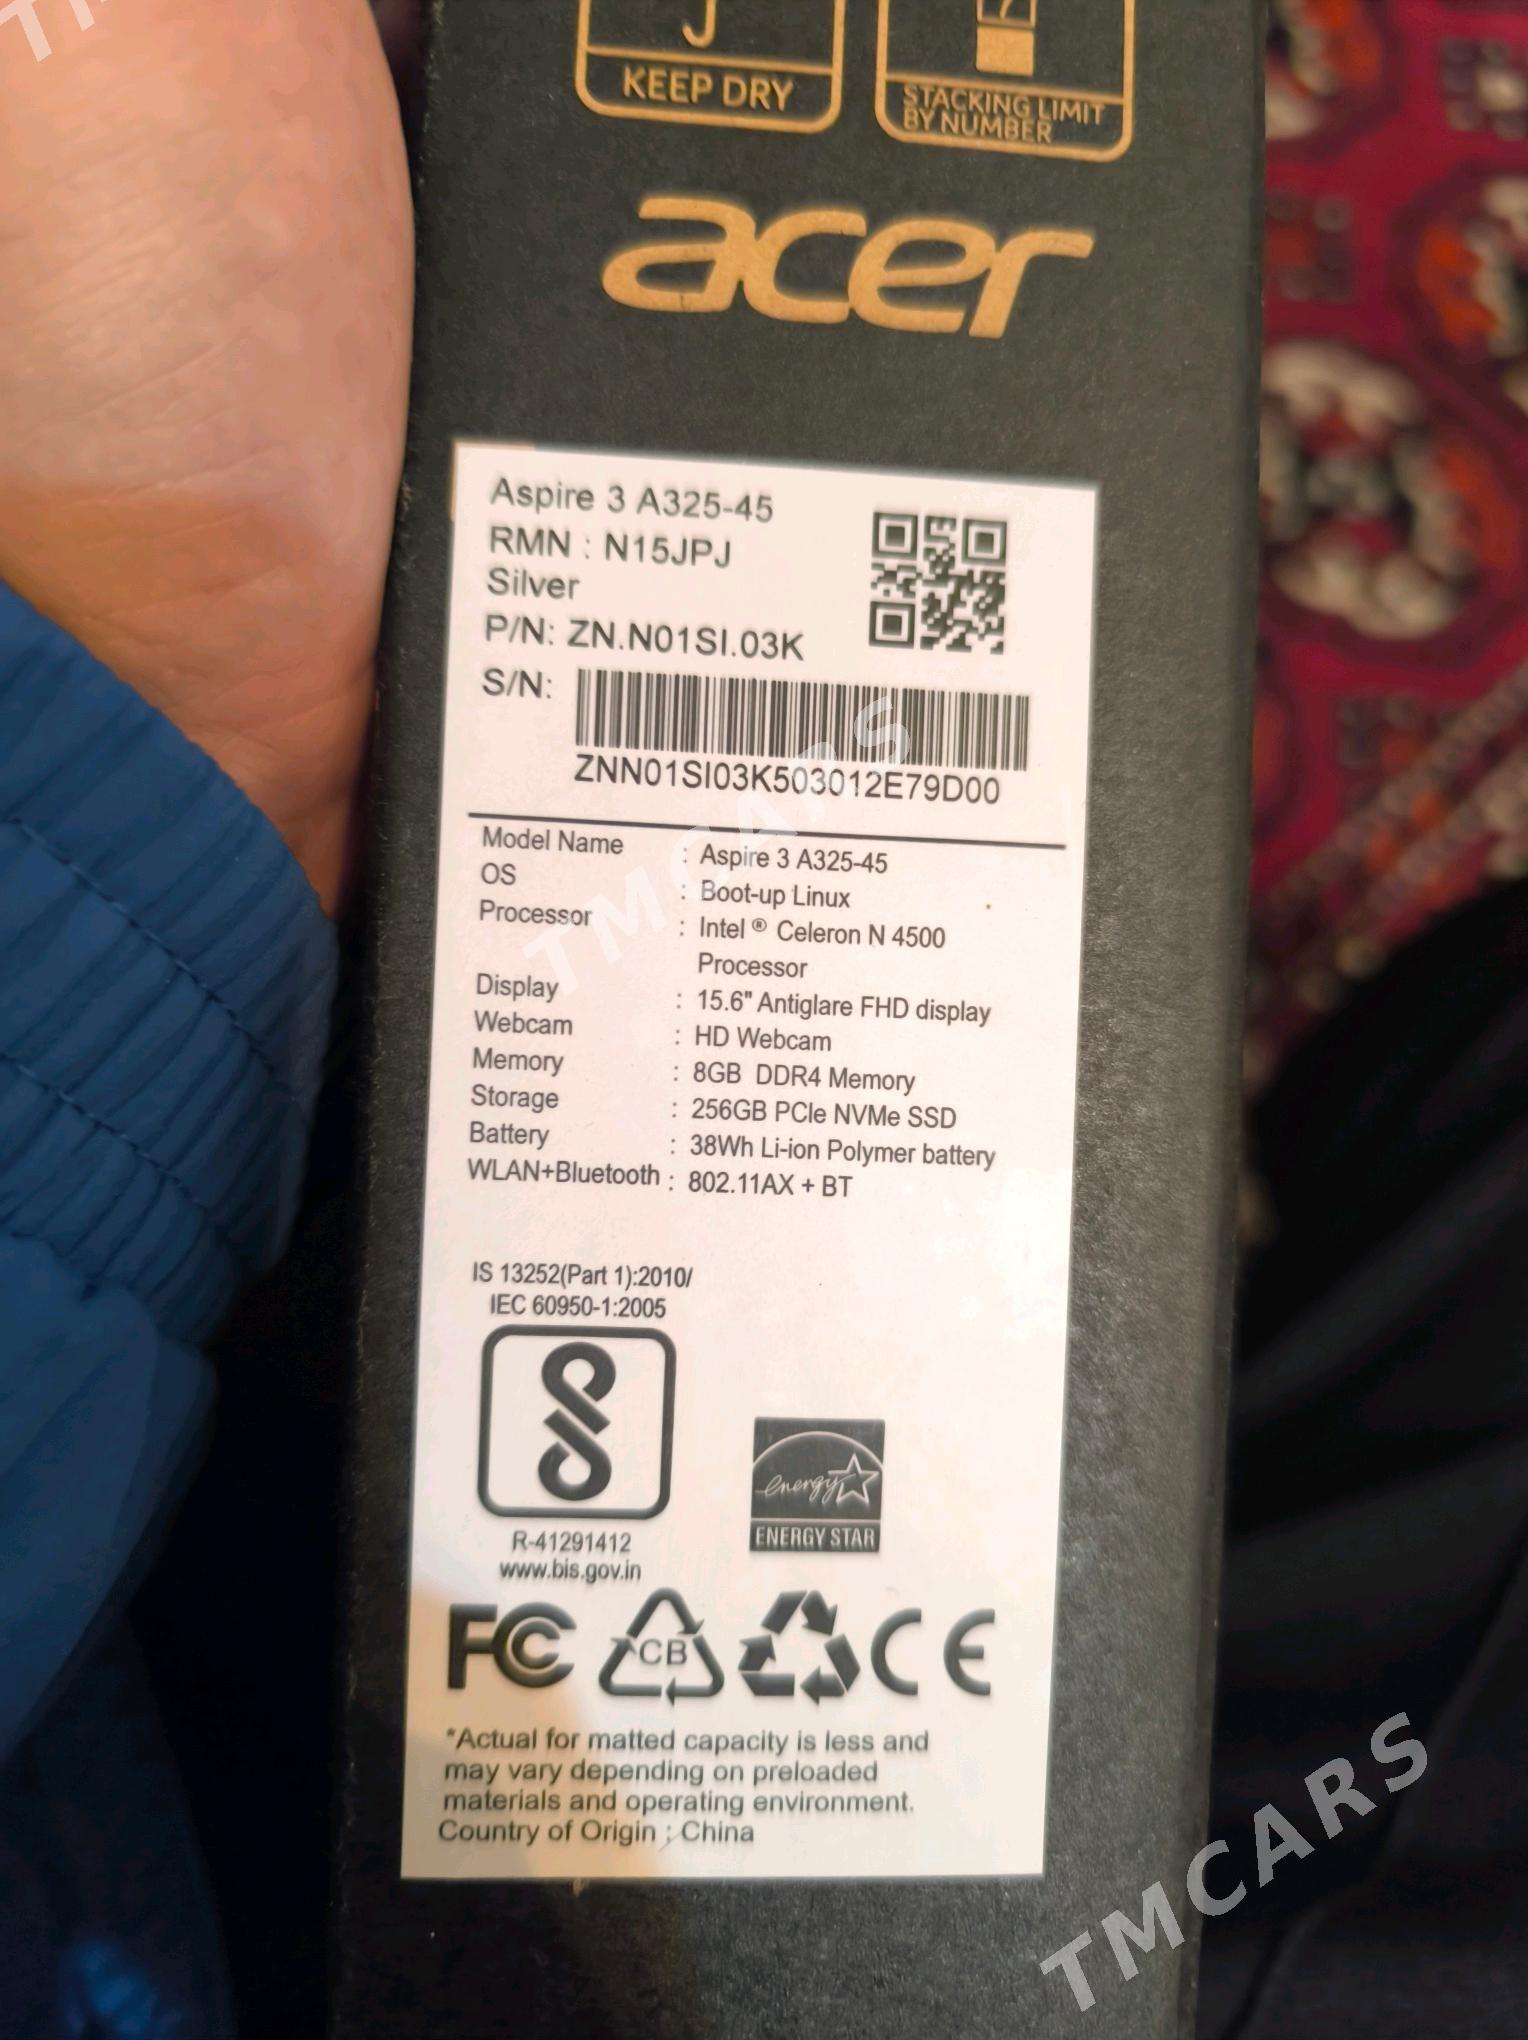 KEEP DRY
STACKING LIMIT
BY NUMBER
acer
Aspire 3 A325-45
RMN : N15JPJ
Silver
P/N: ZN.N01SI.03K
S/N:
ZNN01SI03K503012E79D00
Model Name : Aspire 3 A325-45
OS : Boot-up Linux
Processor : Intel ® Celeron N 4500
Processor
Display : 15.6" Antiglare FHD display
Webcam : HD Webcam
Memory : 8GB DDR4 Memory
Storage : 256GB PCIe NVMe SSD
Battery : 38Wh Li-ion Polymer battery
WLAN+Bluetooth : 802.11AX + BT
IS 13252(Part 1):2010/
IEC 60950-1:2005
energy
ENERGY STAR
R-41291412
www.bis.gov.in
FC CB CE
*Actual for matted capacity is less and
may vary depending on preloaded
materials and operating environment.
Country of Origin : China
TMCARS
TMCARS